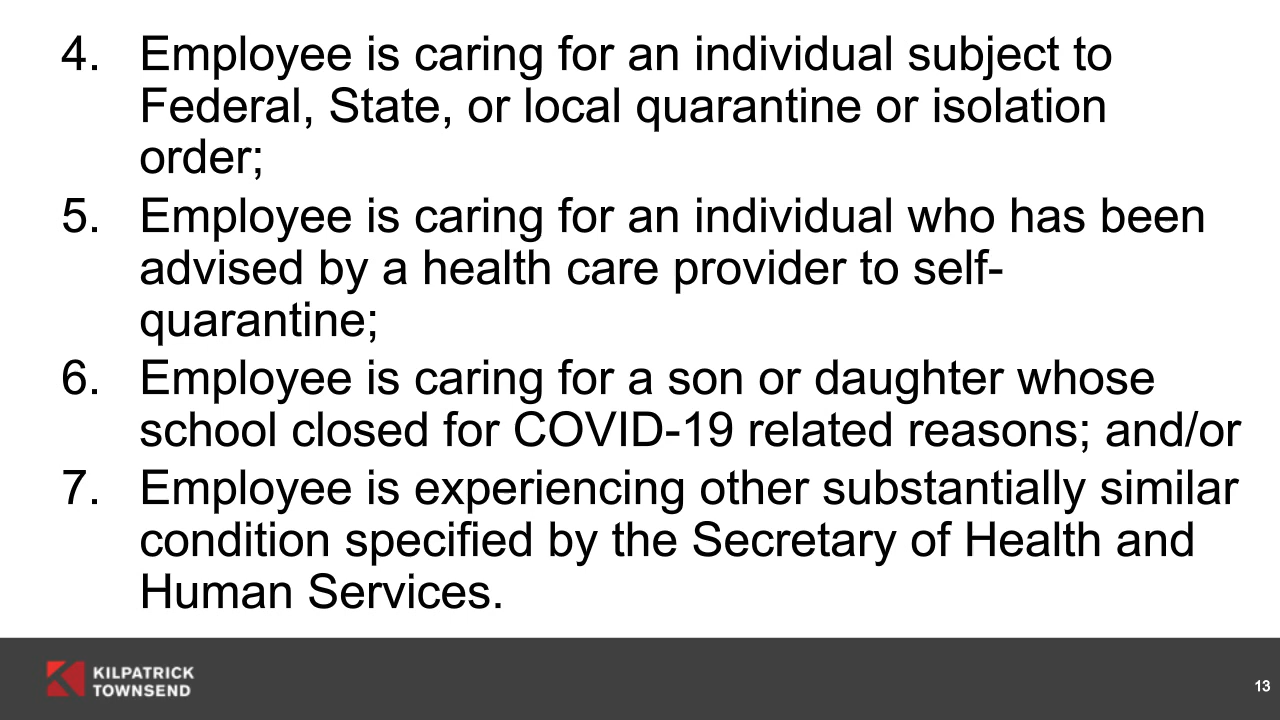 4. Employee is caring for an individual subject to
Federal, State, or local quarantine or isolation
order;
5. Employee is caring for an individual who has been
advised by a health care provider to self-
quarantine;
6. Employee is caring for a son or daughter whose
school closed for COVID-19 related reasons; and/or
7. Employee is experiencing other substantially similar
condition specified by the Secretary of Health and
Human Services.
KILPATRICK
TOWNSEND
13